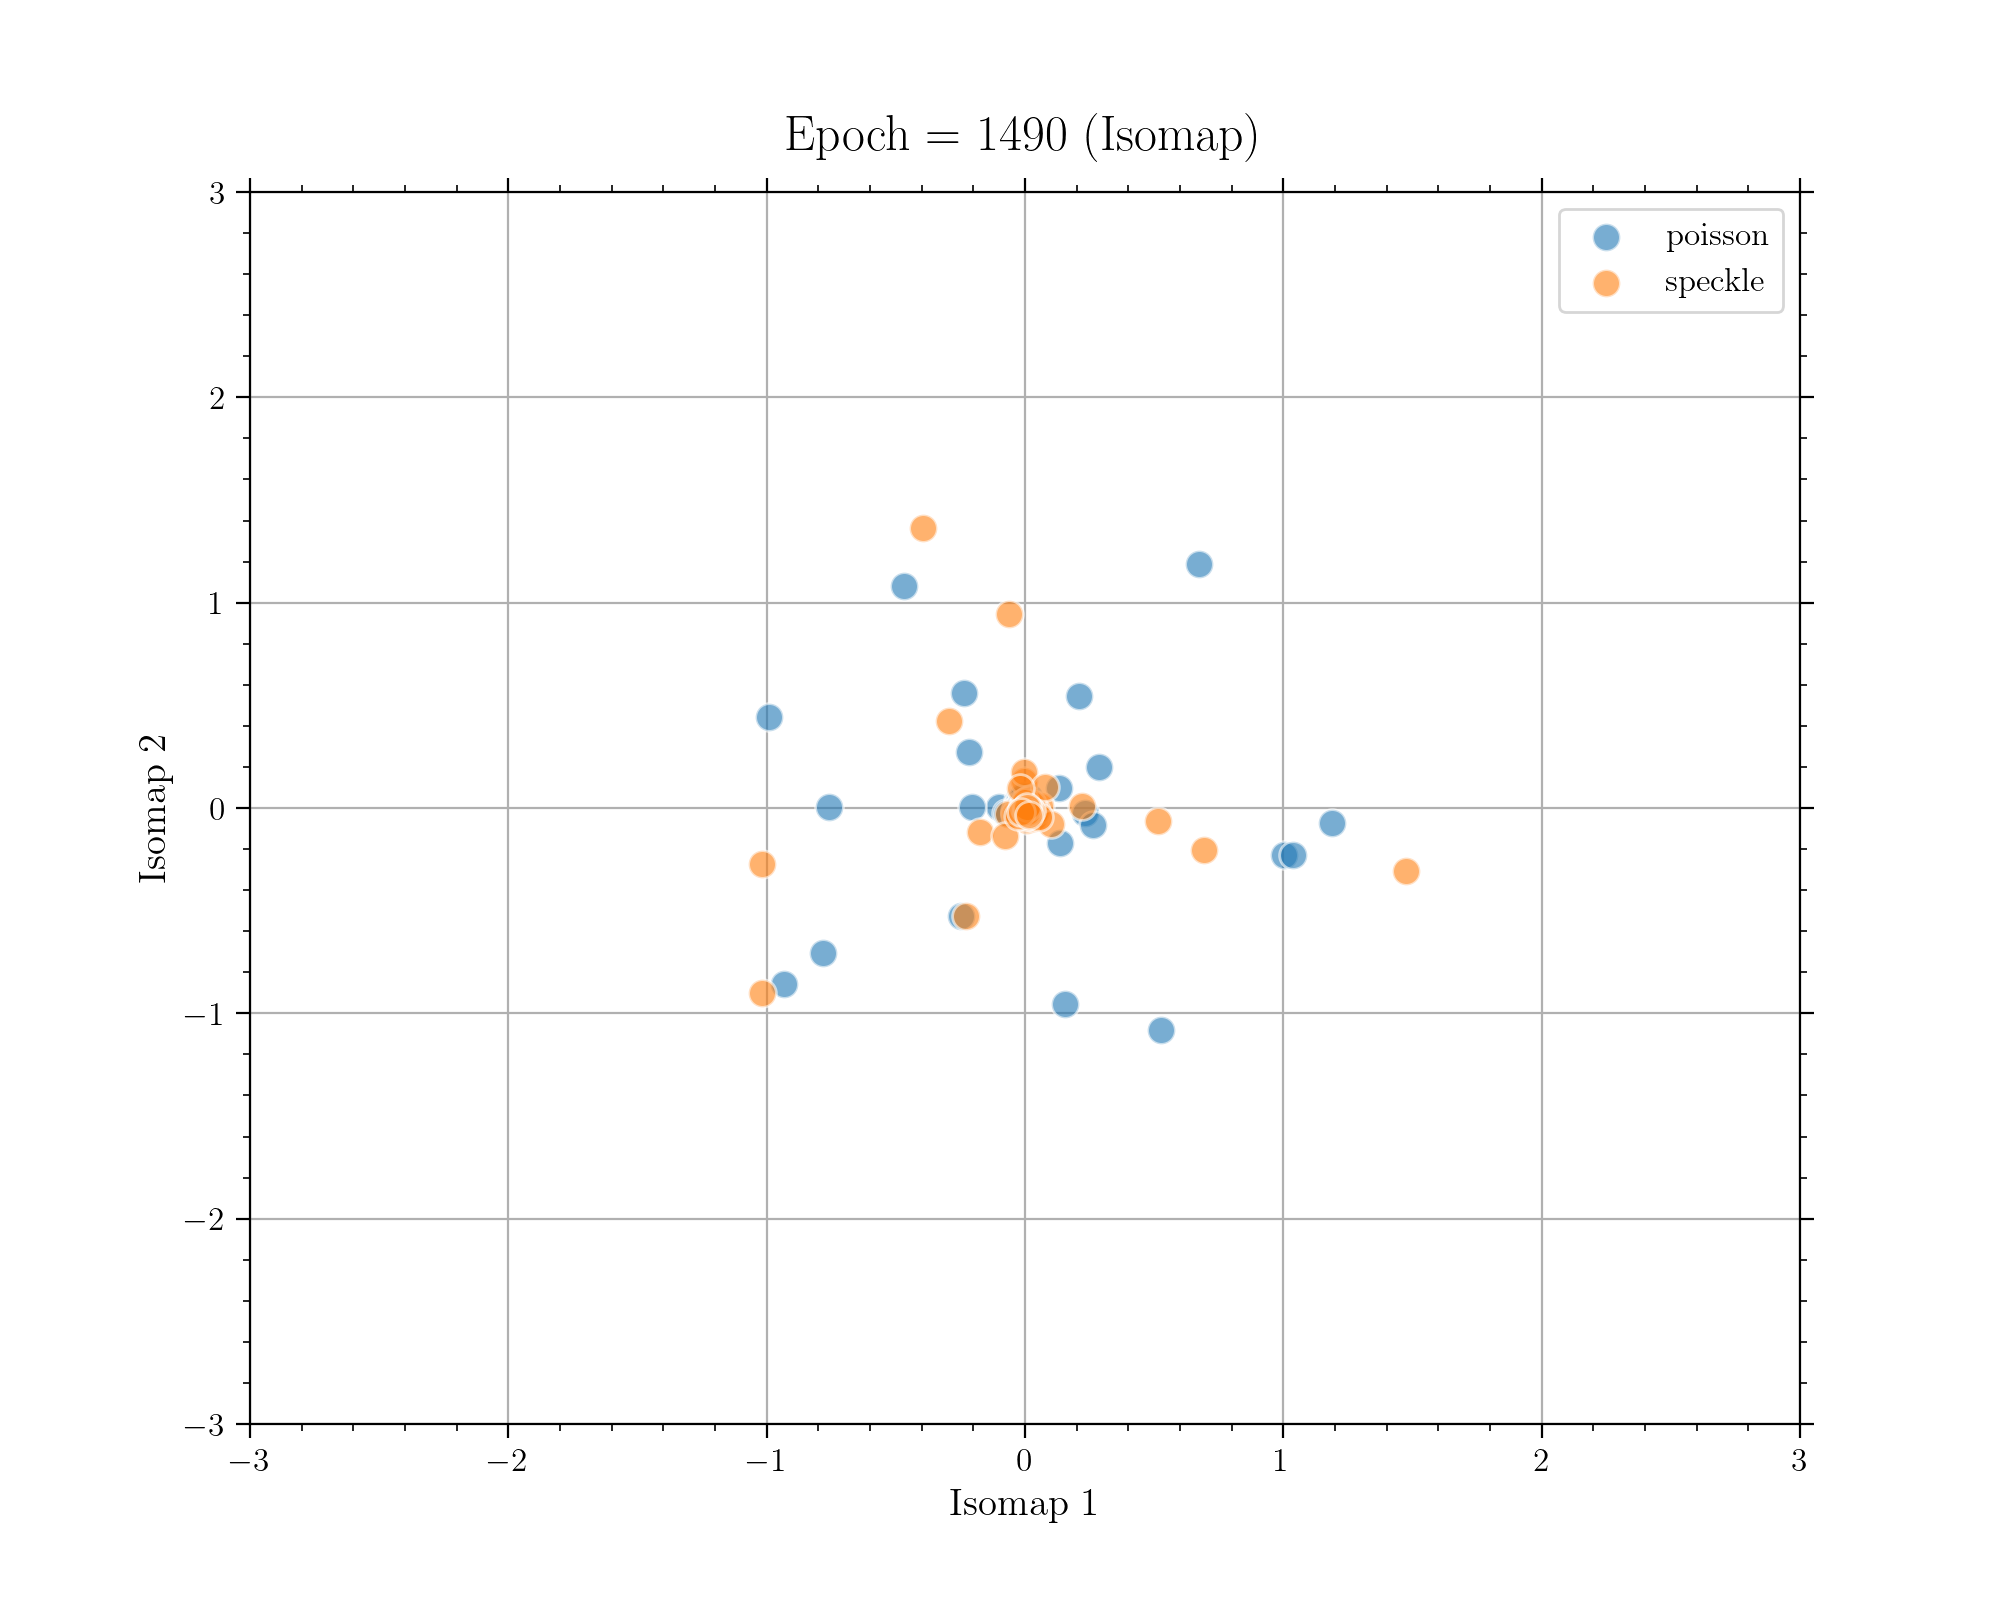 Epoch = 1490 (Isomap)
poisson
speckle
3
2
1
0
−1
−2
−3
Isomap 2
−3 −2 −1 0 1 2 3
Isomap 1